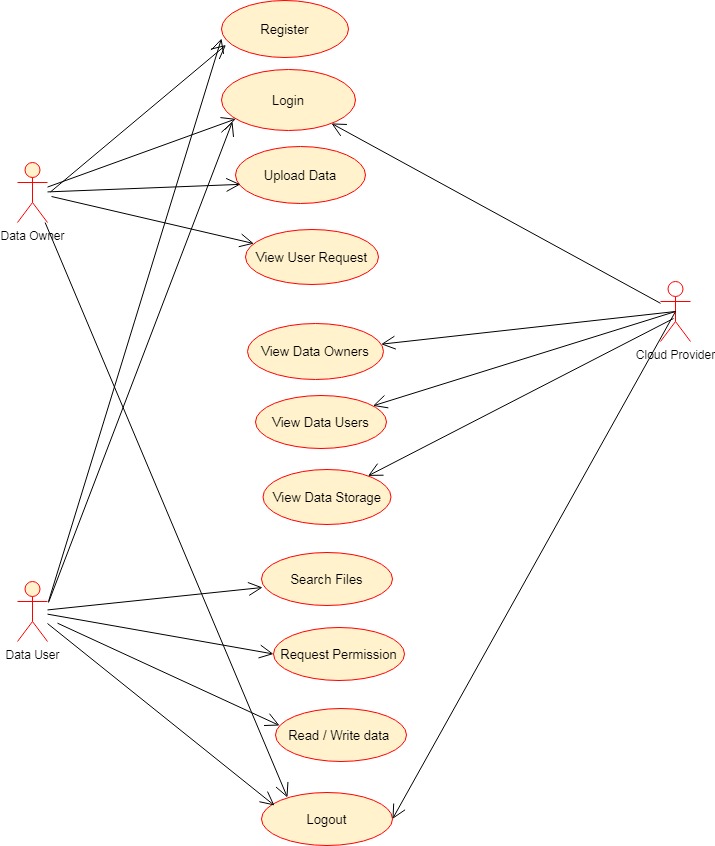 Register
Login
Upload Data
Data Owner
View User Request
View Data Owners
Cloud Provider
View Data Users
View Data Storage
Search Files
Request Permission
Data User
Read / Write data
Logout